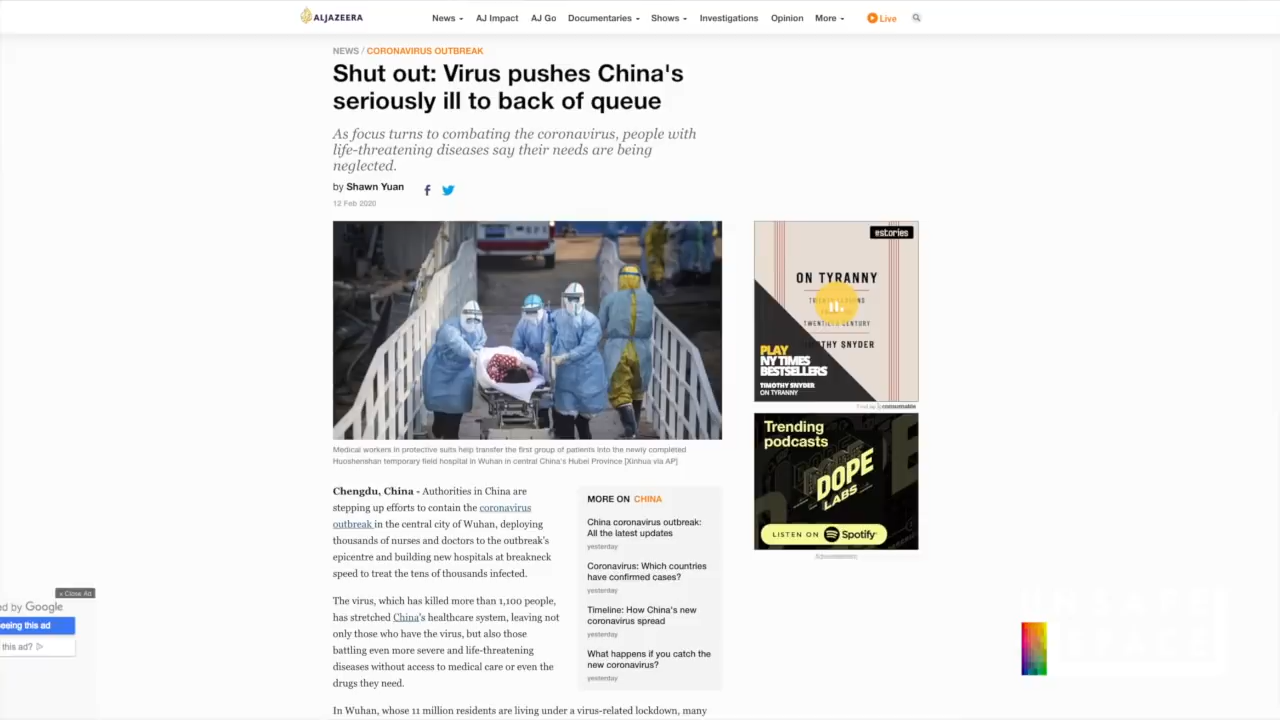 ALJAZEERA
News AJ Impact AJ Go Documentaries Shows Investigations Opinion More Live
NEWS / CORONAVIRUS OUTBREAK
Shut out: Virus pushes China's
seriously ill to back of queue
As focus turns to combating the coronavirus, people with
life-threatening diseases say their needs are being
neglected.
by Shawn Yuan
12 Feb 2020
Medical workers in protective suits help transfer the first group of patients into the newly completed
Huoshenshan temporary field hospital in Wuhan in central China's Hubei Province [Xinhua via AP]
Chengdu, China - Authorities in China are
stepping up efforts to contain the coronavirus
outbreak in the central city of Wuhan, deploying
thousands of nurses and doctors to the outbreak's
epicentre and building new hospitals at breakneck
speed to treat the tens of thousands infected.
The virus, which has killed more than 1,100 people,
has stretched China's healthcare system, leaving not
only those who have the virus, but also those
battling even more severe and life-threatening
diseases without access to medical care or even the
drugs they need.
In Wuhan, whose 11 million residents are living under a virus-related lockdown, many
MORE ON CHINA
China coronavirus outbreak:
All the latest updates
yesterday
Coronavirus: Which countries
have confirmed cases?
yesterday
Timeline: How China's new
coronavirus spread
yesterday
What happens if you catch the
new coronavirus?
yesterday
estories
ON TYRANNY
TWENTIETH CENTURY
THY SNYDER
PLAY
NY TIMES
BESTSELLERS
TIMOTHY SNYDER
ON TYRANNY
Trending
podcasts
DOPE
LABS
LISTEN ON Spotify
Advertisement
× Close Ad
ed by Google
eeing this ad
this ad?
UNSAFE
SPACE